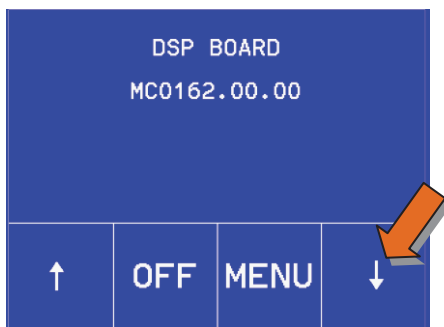 DSP BOARD
MC0162.00.00
↑ OFF MENU ↓